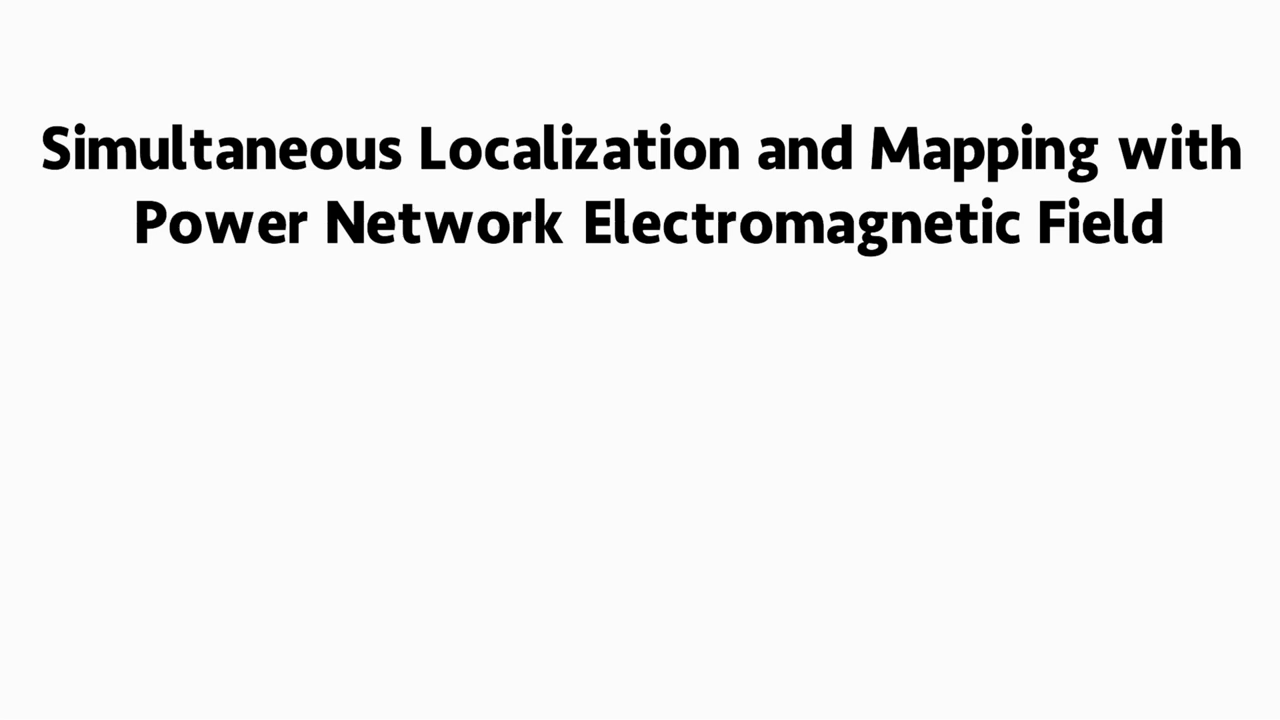 Simultaneous Localization and Mapping with
Power Network Electromagnetic Field